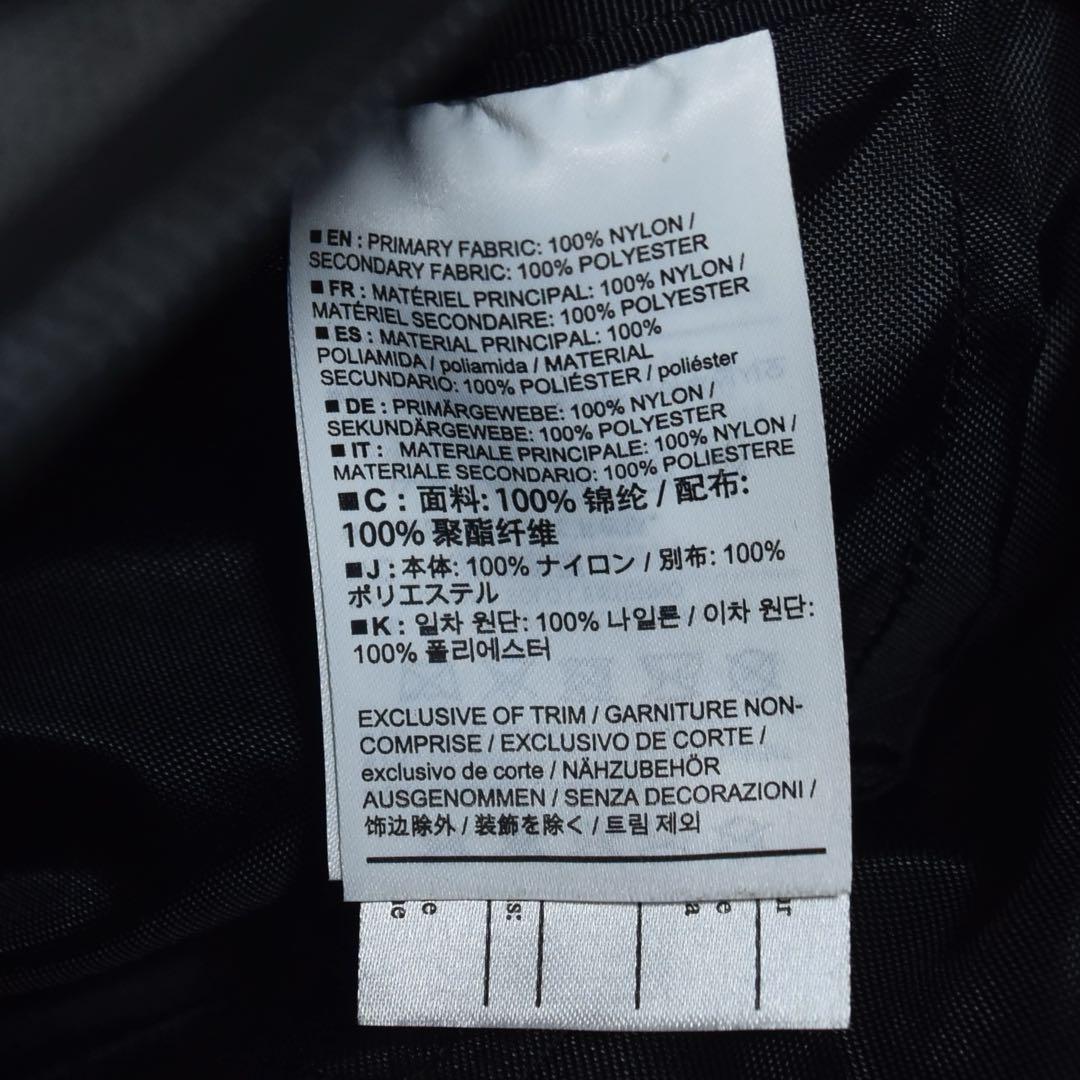 ■ EN : PRIMARY FABRIC: 100% NYLON /
SECONDARY FABRIC: 100% POLYESTER
■ FR : MATÉRIEL PRINCIPAL: 100% NYLON /
MATÉRIEL SECONDAIRE: 100% POLYESTER
■ ES : MATERIAL PRINCIPAL: 100%
POLIAMIDA / poliamida / MATERIAL
SECUNDARIO: 100% POLIÉSTER / poliéster
■ DE : PRIMÄRGEWEBE: 100% NYLON /
SEKUNDÄRGEWEBE: 100% POLYESTER
■ IT : MATERIALE PRINCIPALE: 100% NYLON /
MATERIALE SECONDARIO: 100% POLIESTERE
■ C : 面料: 100% 锦纶 / 配布:
100% 聚酯纤维
■ J : 本体: 100% ナイロン / 別布: 100%
ポリエステル
■ K : 일차 원단: 100% 나일론 / 이차 원단:
100% 폴리에스터
EXCLUSIVE OF TRIM / GARNITURE NON-
COMPRISE / EXCLUSIVO DE CORTE /
exclusivo de corte / NÄHZUBEHÖR
AUSGENOMMEN / SENZA DECORAZIONI /
饰边除外 / 装飾を除く / 트림 제외